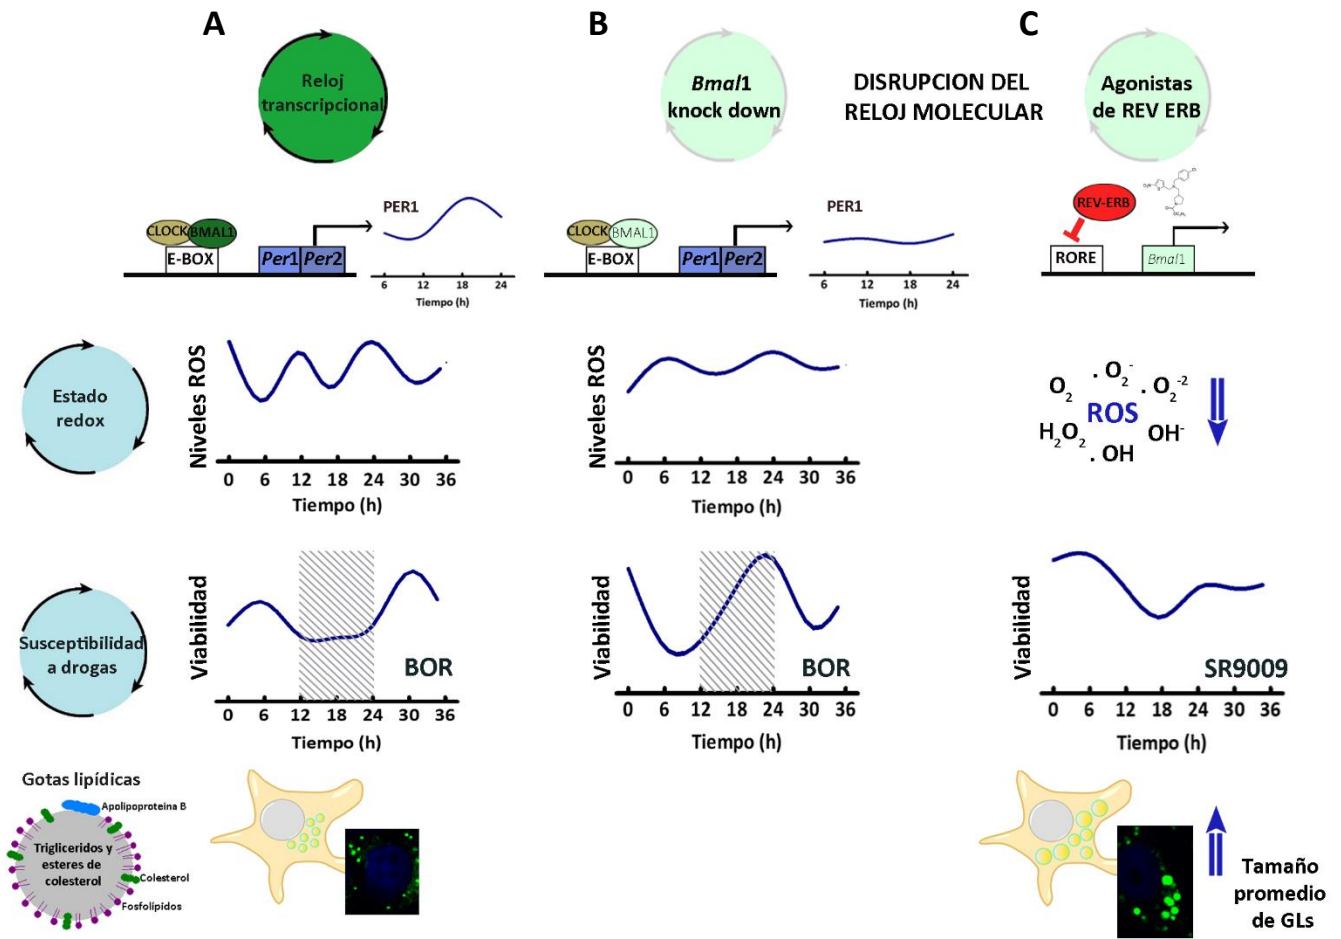 A
B
C
Reloj
transcripcional
Bmal1
knock down
DISRUPCION DEL
RELOJ MOLECULAR
Agonistas
de REV ERB
CLOCK
BMAL1
E-BOX
Per1
Per2
PER1
6
12
18
24
Tiempo (h)
CLOCK
BMAL1
E-BOX
Per1
Per2
PER1
6
12
18
24
Tiempo (h)
REV-ERB
RORE
Bmal1
Estado
redox
Niveles ROS
0 6 12 18 24 30 36
Tiempo (h)
Niveles ROS
0 6 12 18 24 30 36
Tiempo (h)
O2
. O2-
. O2-2
ROS
H2O2
OH-
. OH
Susceptibilidad
a drogas
Viabilidad
BOR
0 6 12 18 24 30 36
Tiempo (h)
Viabilidad
BOR
0 6 12 18 24 30 36
Tiempo (h)
Viabilidad
SR9009
0 6 12 18 24 30 36
Tiempo (h)
Gotas lipídicas
Apolipoproteina B
Trigliceridos y
esteres de
colesterol
Colesterol
Fosfolípidos
Tamaño
promedio
de GLs